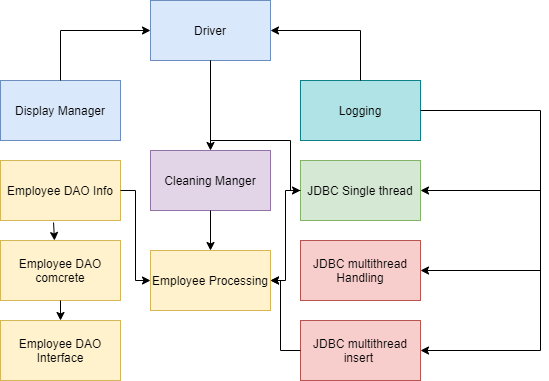 Driver
Display Manager
Logging
Employee DAO Info
Cleaning Manger
JDBC Single thread
Employee DAO
comcrete
Employee Processing
JDBC multithread
Handling
Employee DAO
Interface
JDBC multithread
insert